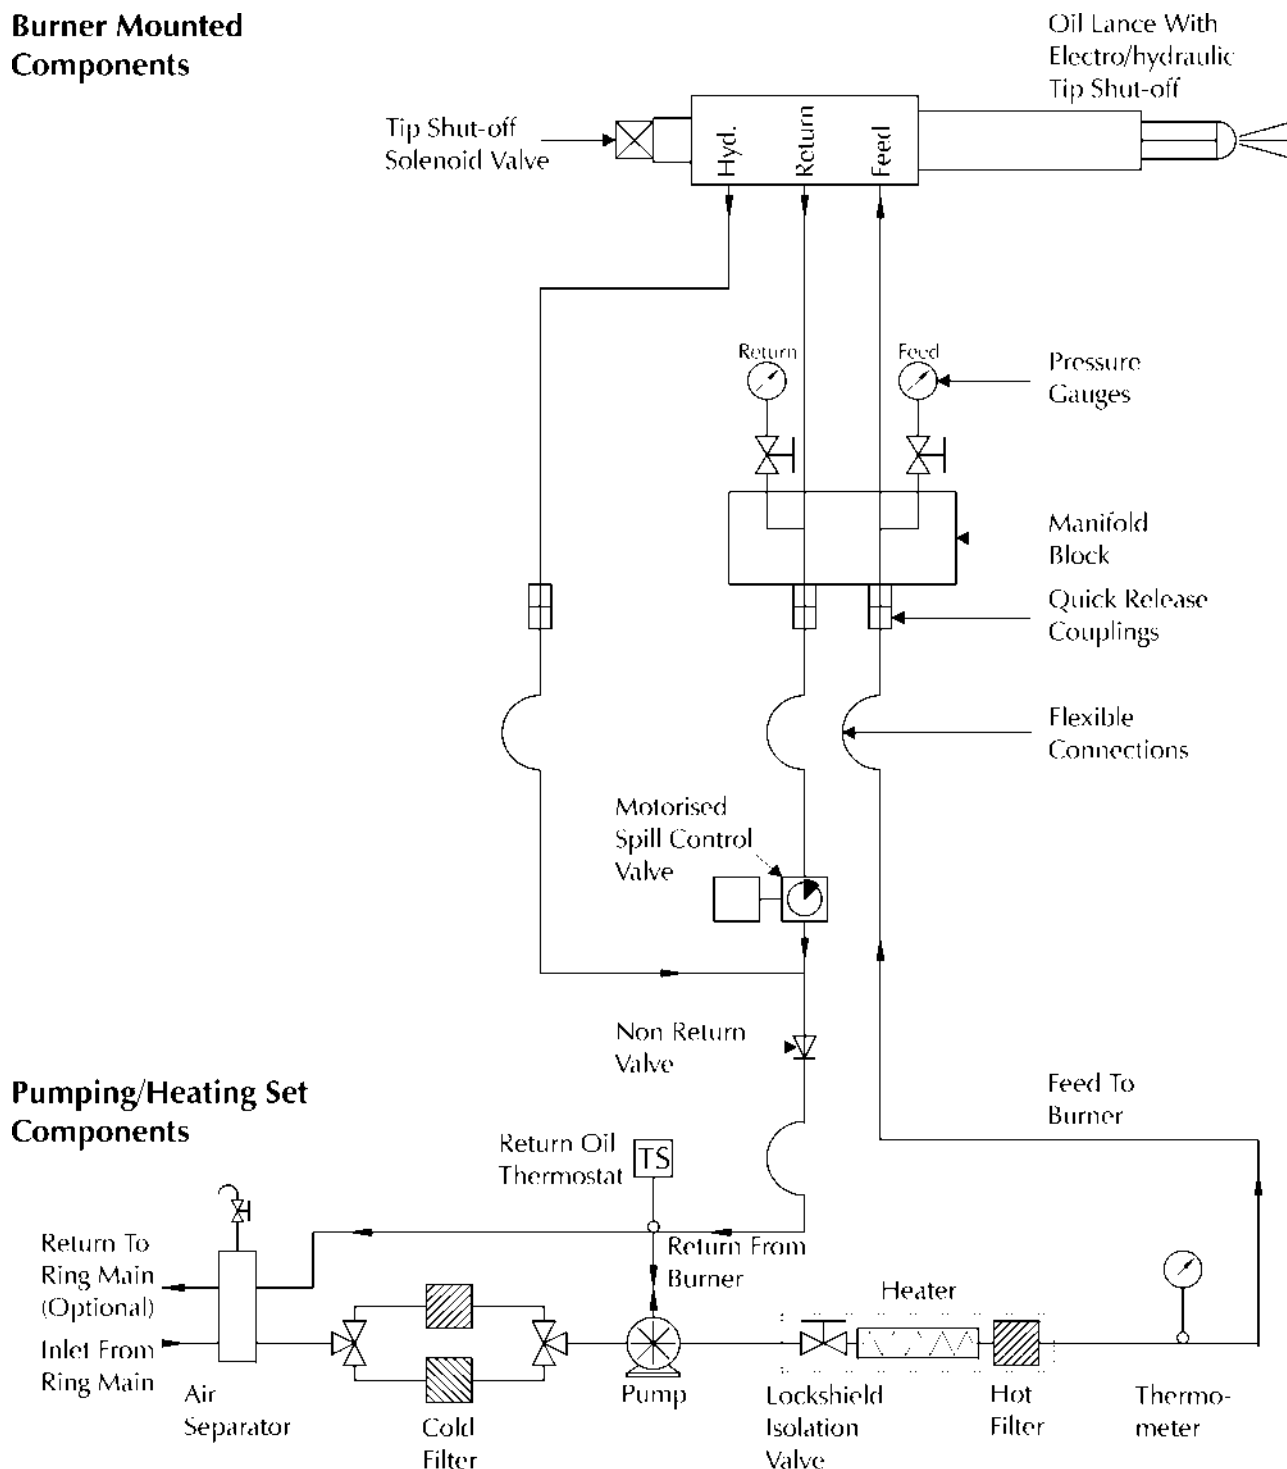 Burner Mounted
Components
Oil Lance With
Electro/hydraulic
Tip Shut-off
Tip Shut-off
Solenoid Valve
Hyd.
Return
Feed
Return
Feed
Pressure
Gauges
Manifold
Block
Quick Release
Couplings
Flexible
Connections
Motorised
Spill Control
Valve
Non Return
Valve
Pumping/Heating Set
Components
Feed To
Burner
Return Oil
Thermostat
TS
Return To
Ring Main
(Optional)
Return From
Burner
Heater
Inlet From
Ring Main
Air
Separator
Cold
Filter
Pump
Lockshield
Isolation
Valve
Hot
Filter
Thermo-
meter